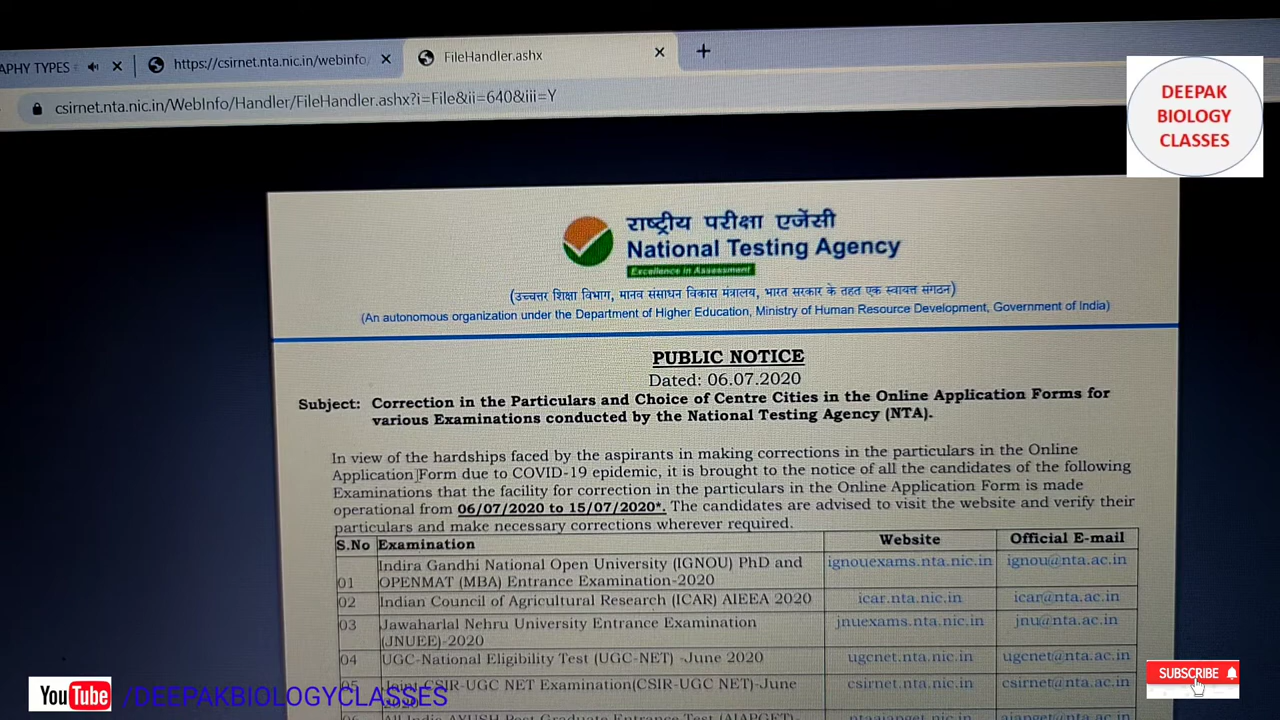 APHY TYPES
https://csirnet.nta.nic.in/webinfo/
FileHandler.ashx
csirnet.nta.nic.in/WebInfo/Handler/FileHandler.ashx?i=File&ii=640&iii=Y
DEEPAK
BIOLOGY
CLASSES
राष्ट्रीय परीक्षा एजेंसी
National Testing Agency
Excellence in Assessment
(उच्चत्तर शिक्षा विभाग, मानव संसाधन विकास मंत्रालय, भारत सरकार के तहत एक स्वायत्त संगठन)
(An autonomous organization under the Department of Higher Education, Ministry of Human Resource Development, Government of India)
PUBLIC NOTICE
Dated: 06.07.2020
Subject: Correction in the Particulars and Choice of Centre Cities in the Online Application Forms for
various Examinations conducted by the National Testing Agency (NTA).
In view of the hardships faced by the aspirants in making corrections in the particulars in the Online
Application Form due to COVID-19 epidemic, it is brought to the notice of all the candidates of the following
Examinations that the facility for correction in the particulars in the Online Application Form is made
operational from 06/07/2020 to 15/07/2020*. The candidates are advised to visit the website and verify their
particulars and make necessary corrections wherever required.
S.No Examination Website Official E-mail
Indira Gandhi National Open University (IGNOU) PhD and ignouexams.nta.nic.in ignou@nta.ac.in
01 OPENMAT (MBA) Entrance Examination-2020
02 Indian Council of Agricultural Research (ICAR) AIEEA 2020 icar.nta.nic.in icar@nta.ac.in
03 Jawaharlal Nehru University Entrance Examination jnuexams.nta.nic.in jnu@nta.ac.in
(JNUEE)-2020
04 UGC-National Eligibility Test (UGC-NET) -June 2020 ugcnet.nta.nic.in ugcnet@nta.ac.in
05 Joint CSIR-UGC NET Examination(CSIR-UGC NET)-June csirnet.nta.nic.in csirnet@nta.ac.in
2020
YouTube /DEEPAKBIOLOGYCLASSES
SUBSCRIBE